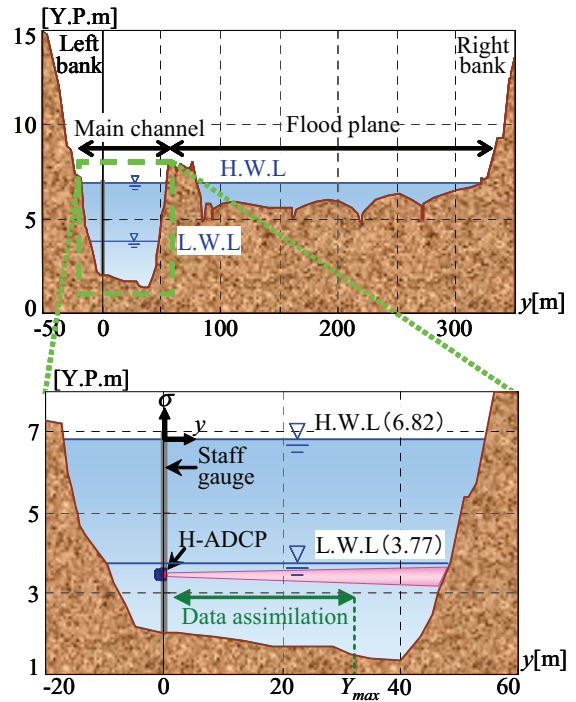 [Y.P.m]
15
Left bank
Right bank
Main channel
Flood plane
10
H.W.L
5
L.W.L
0
-50
0
100
200
300
y[m]
[Y.P.m]
σ
y
H.W.L(6.82)
7
Staff gauge
H-ADCP
L.W.L(3.77)
5
3
Data assimilation
1
-20
0
20
Ymax
40
60
y[m]